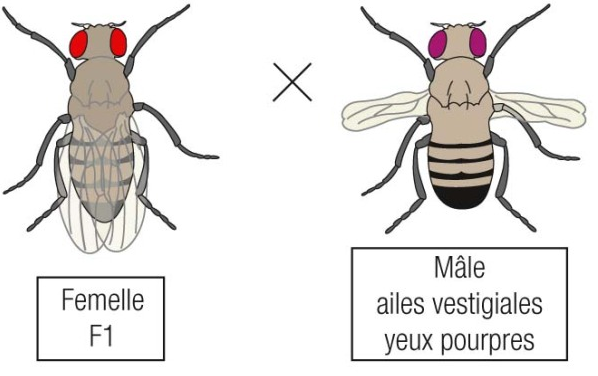 Femelle
F1
Mâle
ailes vestigiales
yeux pourpres